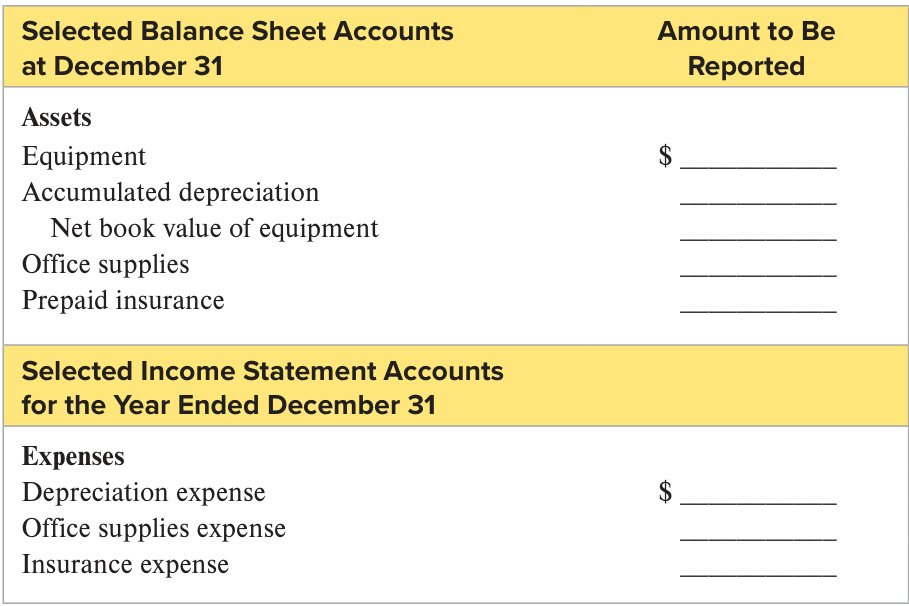 Selected Balance Sheet Accounts
at December 31
Amount to Be
Reported
Assets
Equipment $ ___________
Accumulated depreciation ___________
Net book value of equipment ___________
Office supplies ___________
Prepaid insurance ___________
Selected Income Statement Accounts
for the Year Ended December 31
Expenses
Depreciation expense $ ___________
Office supplies expense ___________
Insurance expense ___________